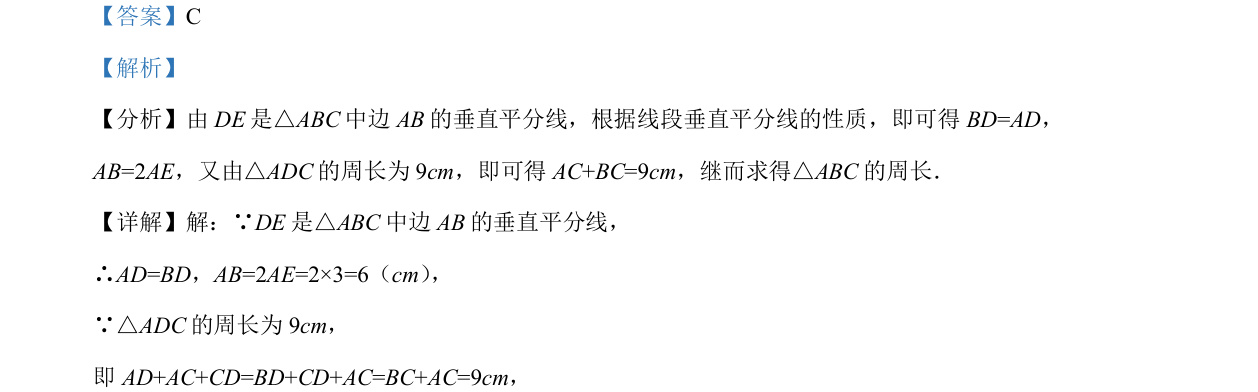 【答案】C
【解析】
【分析】由 DE 是△ABC 中边 AB 的垂直平分线，根据线段垂直平分线的性质，即可得 BD=AD，
AB=2AE，又由△ADC 的周长为 9cm，即可得 AC+BC=9cm，继而求得△ABC 的周长．
【详解】解：∵DE 是△ABC 中边 AB 的垂直平分线，
∴AD=BD，AB=2AE=2×3=6（cm），
∵△ADC 的周长为 9cm，
即 AD+AC+CD=BD+CD+AC=BC+AC=9cm，